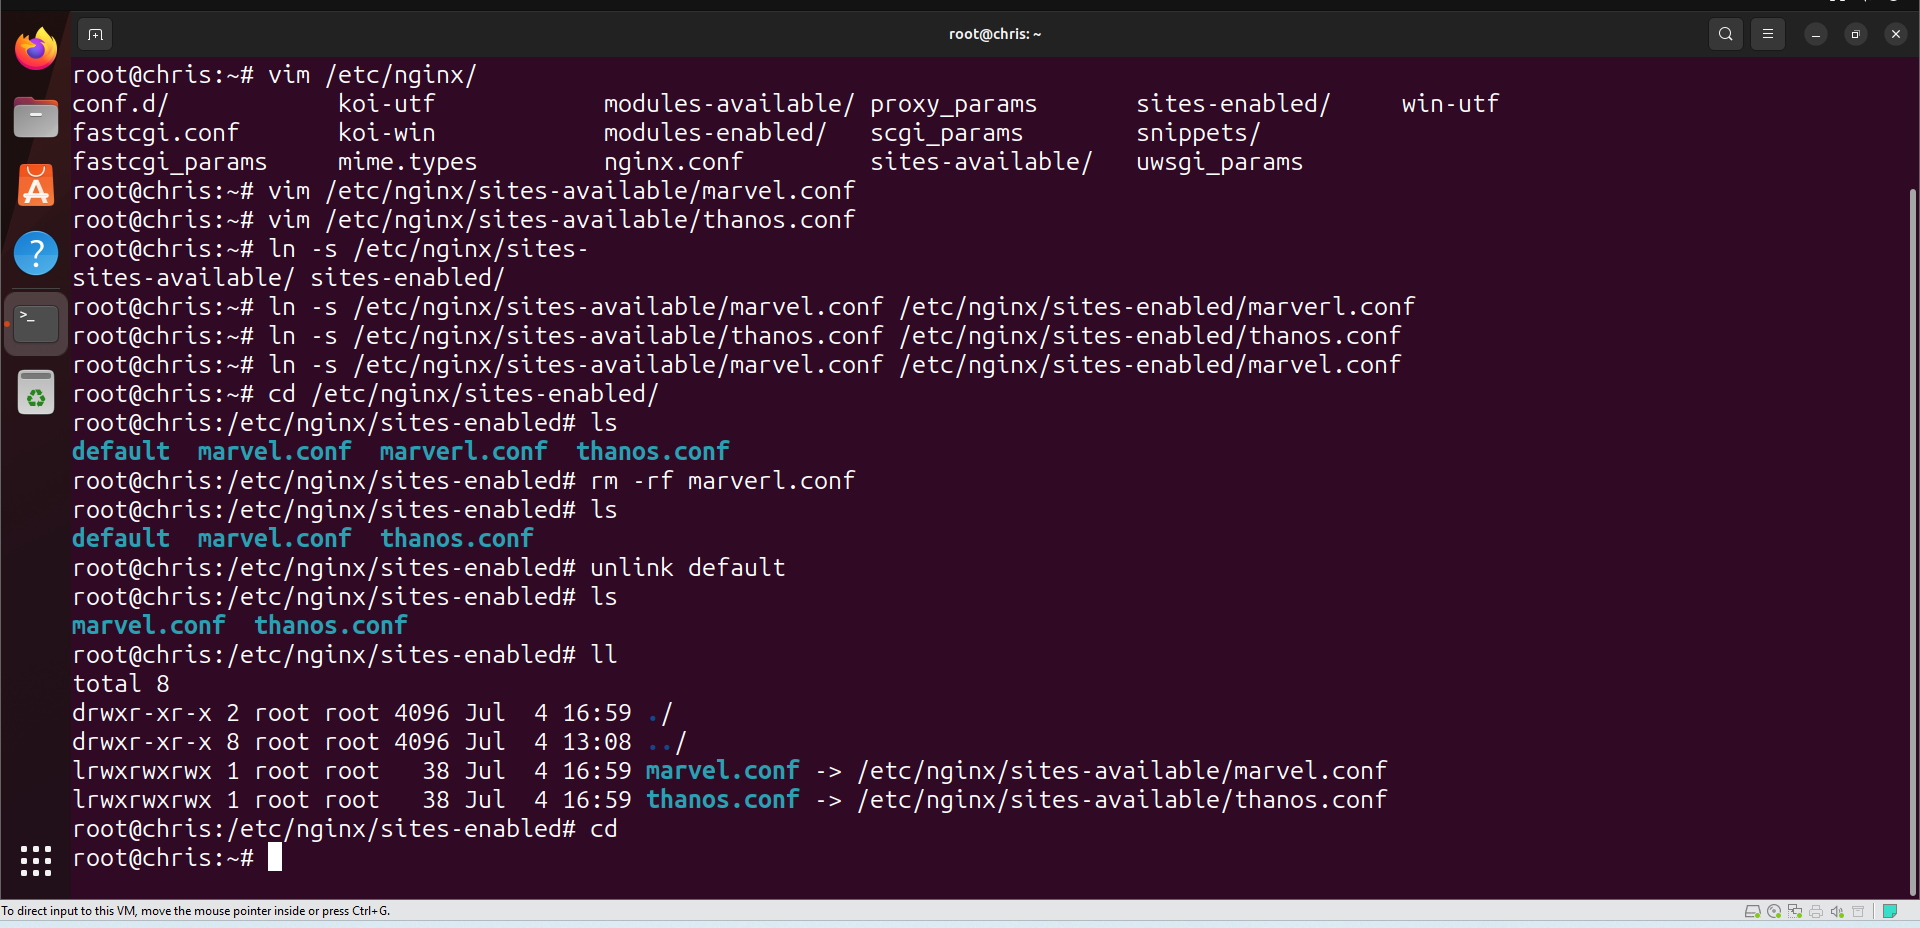 root@chris: ~
root@chris:~# vim /etc/nginx/
conf.d/ koi-utf modules-available/ proxy_params sites-enabled/ win-utf
fastcgi.conf koi-win modules-enabled/ scgi_params snippets/
fastcgi_params mime.types nginx.conf sites-available/ uwsgi_params
root@chris:~# vim /etc/nginx/sites-available/marvel.conf
root@chris:~# vim /etc/nginx/sites-available/thanos.conf
root@chris:~# ln -s /etc/nginx/sites-
sites-available/ sites-enabled/
root@chris:~# ln -s /etc/nginx/sites-available/marvel.conf /etc/nginx/sites-enabled/marverl.conf
root@chris:~# ln -s /etc/nginx/sites-available/thanos.conf /etc/nginx/sites-enabled/thanos.conf
root@chris:~# ln -s /etc/nginx/sites-available/marvel.conf /etc/nginx/sites-enabled/marvel.conf
root@chris:~# cd /etc/nginx/sites-enabled/
root@chris:/etc/nginx/sites-enabled# ls
default marvel.conf marverl.conf thanos.conf
root@chris:/etc/nginx/sites-enabled# rm -rf marverl.conf
root@chris:/etc/nginx/sites-enabled# ls
default marvel.conf thanos.conf
root@chris:/etc/nginx/sites-enabled# unlink default
root@chris:/etc/nginx/sites-enabled# ls
marvel.conf thanos.conf
root@chris:/etc/nginx/sites-enabled# ll
total 8
drwxr-xr-x 2 root root 4096 Jul  4 16:59 ./
drwxr-xr-x 8 root root 4096 Jul  4 13:08 ../
lrwxrwxrwx 1 root root   38 Jul  4 16:59 marvel.conf -> /etc/nginx/sites-available/marvel.conf
lrwxrwxrwx 1 root root   38 Jul  4 16:59 thanos.conf -> /etc/nginx/sites-available/thanos.conf
root@chris:/etc/nginx/sites-enabled# cd
root@chris:~#
To direct input to this VM, move the mouse pointer inside or press Ctrl+G.